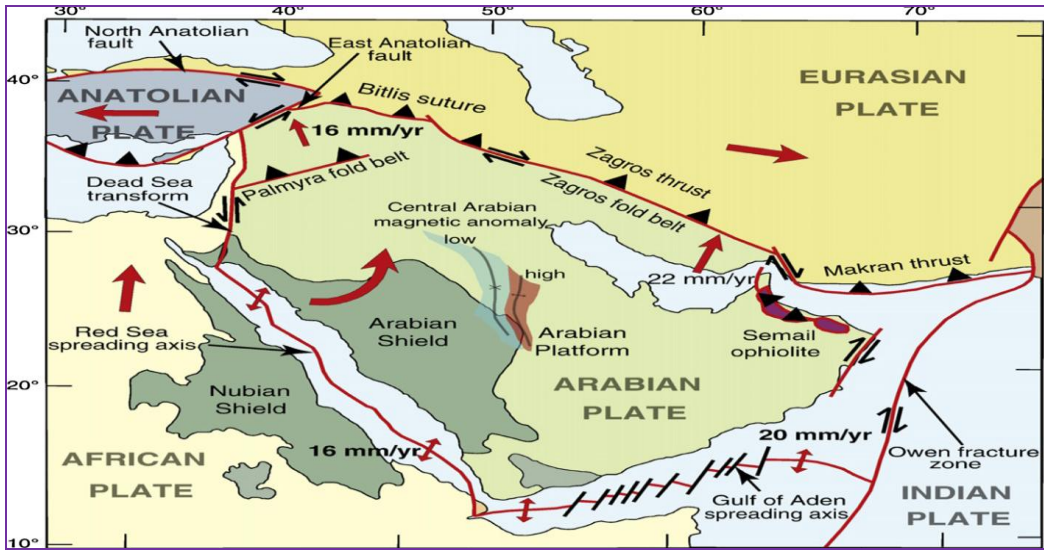 30°
40°
50°
60°
70°
North Anatolian
fault
East Anatolian
fault
40°
ANATOLIAN
PLATE
Bitlis suture
EURASIAN
PLATE
16 mm/yr
Dead Sea
transform
Palmyra fold belt
Zagros thrust
Zagros fold belt
Central Arabian
magnetic anomaly
low
high
30°
22 mm/yr
Makran thrust
Red Sea
spreading axis
Arabian
Shield
Arabian
Platform
Semail
ophiolite
20°
Nubian
Shield
ARABIAN
PLATE
16 mm/yr
20 mm/yr
Owen fracture
zone
AFRICAN
PLATE
Gulf of Aden
spreading axis
INDIAN
PLATE
10°